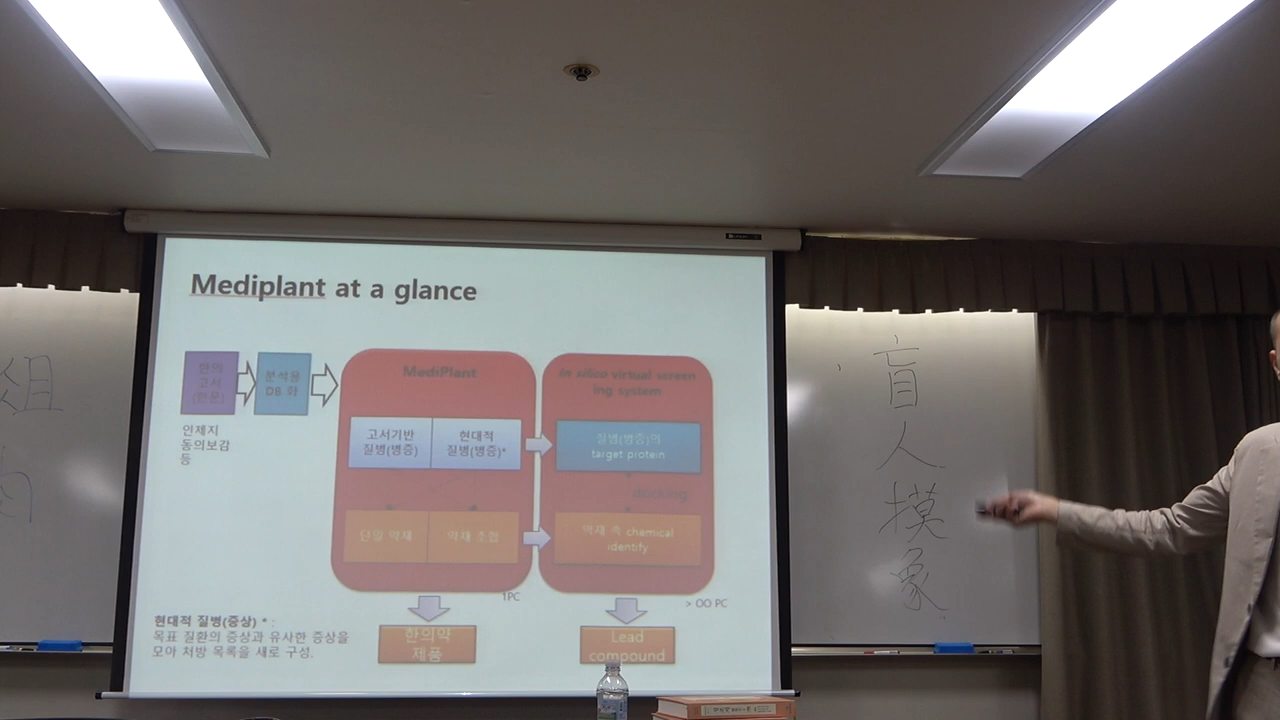 Mediplant at a glance
한의
고서
(한문)
분석용
DB 화
인제지
동의보감
등
MediPlant
고서기반
질병(병증)
현대적
질병(병증)*
단일 약재
약재 조합
1PC
한의약
제품
In silico virtual screen
ing system
질병(병증)의
target protein
docking
약재 속 chemical
identify
> OO PC
Lead
compound
현대적 질병(증상) * :
목표 질환의 증상과 유사한 증상을
모아 처방 목록을 새로 구성.
組
盲
人
摸
象